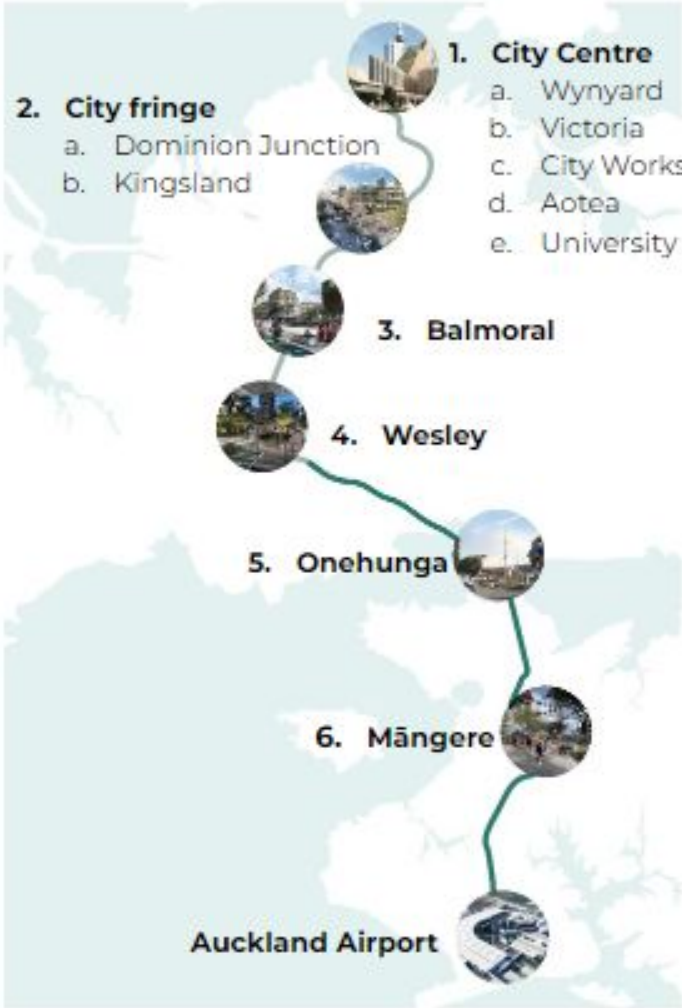 1. City Centre
a. Wynyard
b. Victoria
c. City Works
d. Aotea
e. University
2. City fringe
a. Dominion Junction
b. Kingsland
3. Balmoral
4. Wesley
5. Onehunga
6. Māngere
Auckland Airport